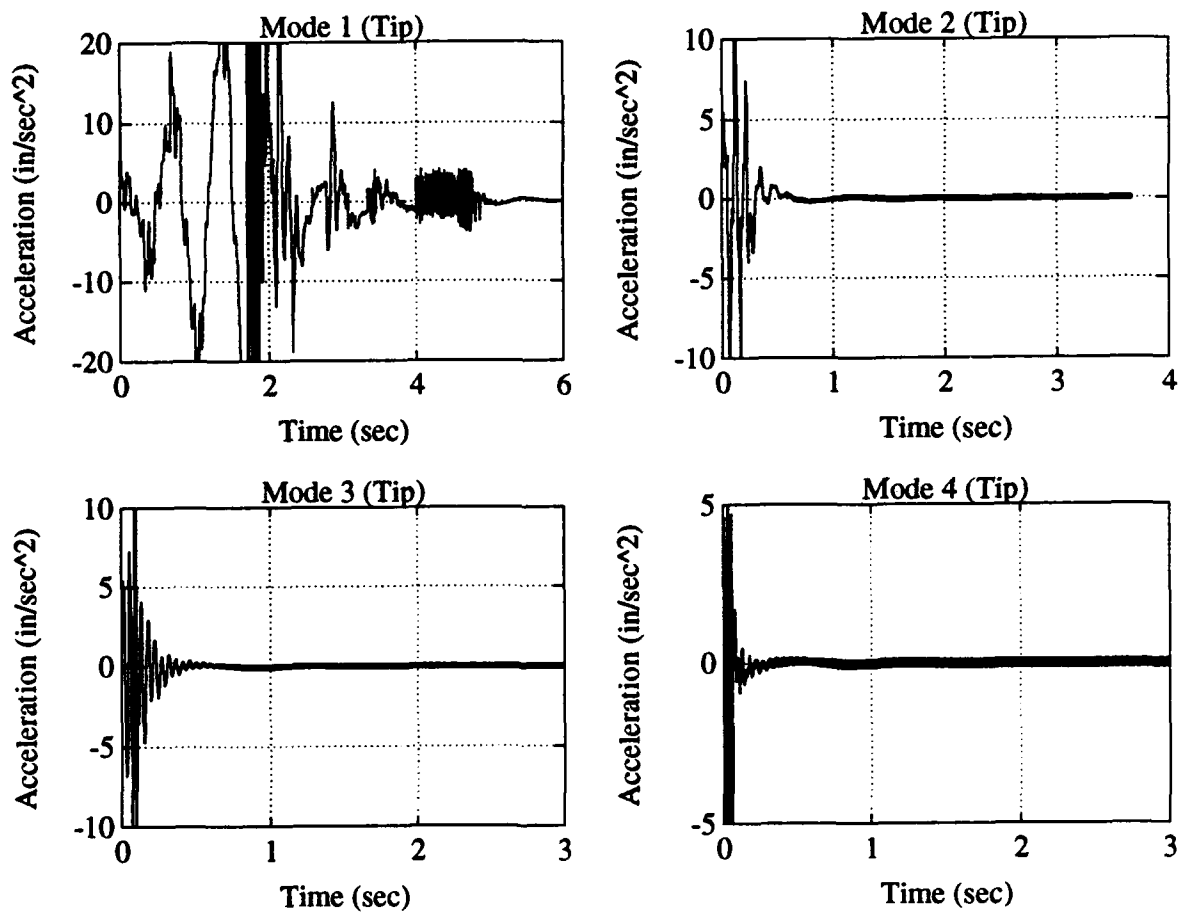 Mode 1 (Tip)
Acceleration (in/sec^2)
20
10
0
-10
-20
0
2
4
6
Time (sec)
Mode 2 (Tip)
Acceleration (in/sec^2)
10
5
0
-5
-10
0
1
2
3
4
Time (sec)
Mode 3 (Tip)
Acceleration (in/sec^2)
10
5
0
-5
-10
0
1
2
3
Time (sec)
Mode 4 (Tip)
Acceleration (in/sec^2)
5
0
-5
0
1
2
3
Time (sec)